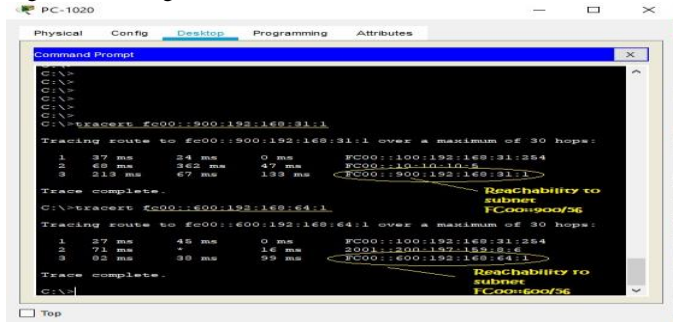 PC-1020
Physical Config Desktop Programming Attributes
Command Prompt
C:\>
C:\>
C:\>
C:\>
C:\>
C:\>tracert fc00::900:192:168:31:1
Tracing route to fc00::900:192:168:31:1 over a maximum of 30 hops:
1 37 ms 24 ms 0 ms FC00::100:192:168:31:254
2 68 ms 362 ms 47 ms FC00::10:10:10:5
3 213 ms 67 ms 133 ms FC00::900:192:168:31:1
Trace complete.
Reachability to
subnet
FC00::900/56
C:\>tracert fc00::600:192:168:64:1
Tracing route to fc00::600:192:168:64:1 over a maximum of 30 hops:
1 27 ms 45 ms 0 ms FC00::100:192:168:31:254
2 71 ms * 16 ms 2001::200:197:159:8:6
3 82 ms 38 ms 99 ms FC00::600:192:168:64:1
Trace complete.
Reachability to
subnet
FC00::600/56
C:\>
Top